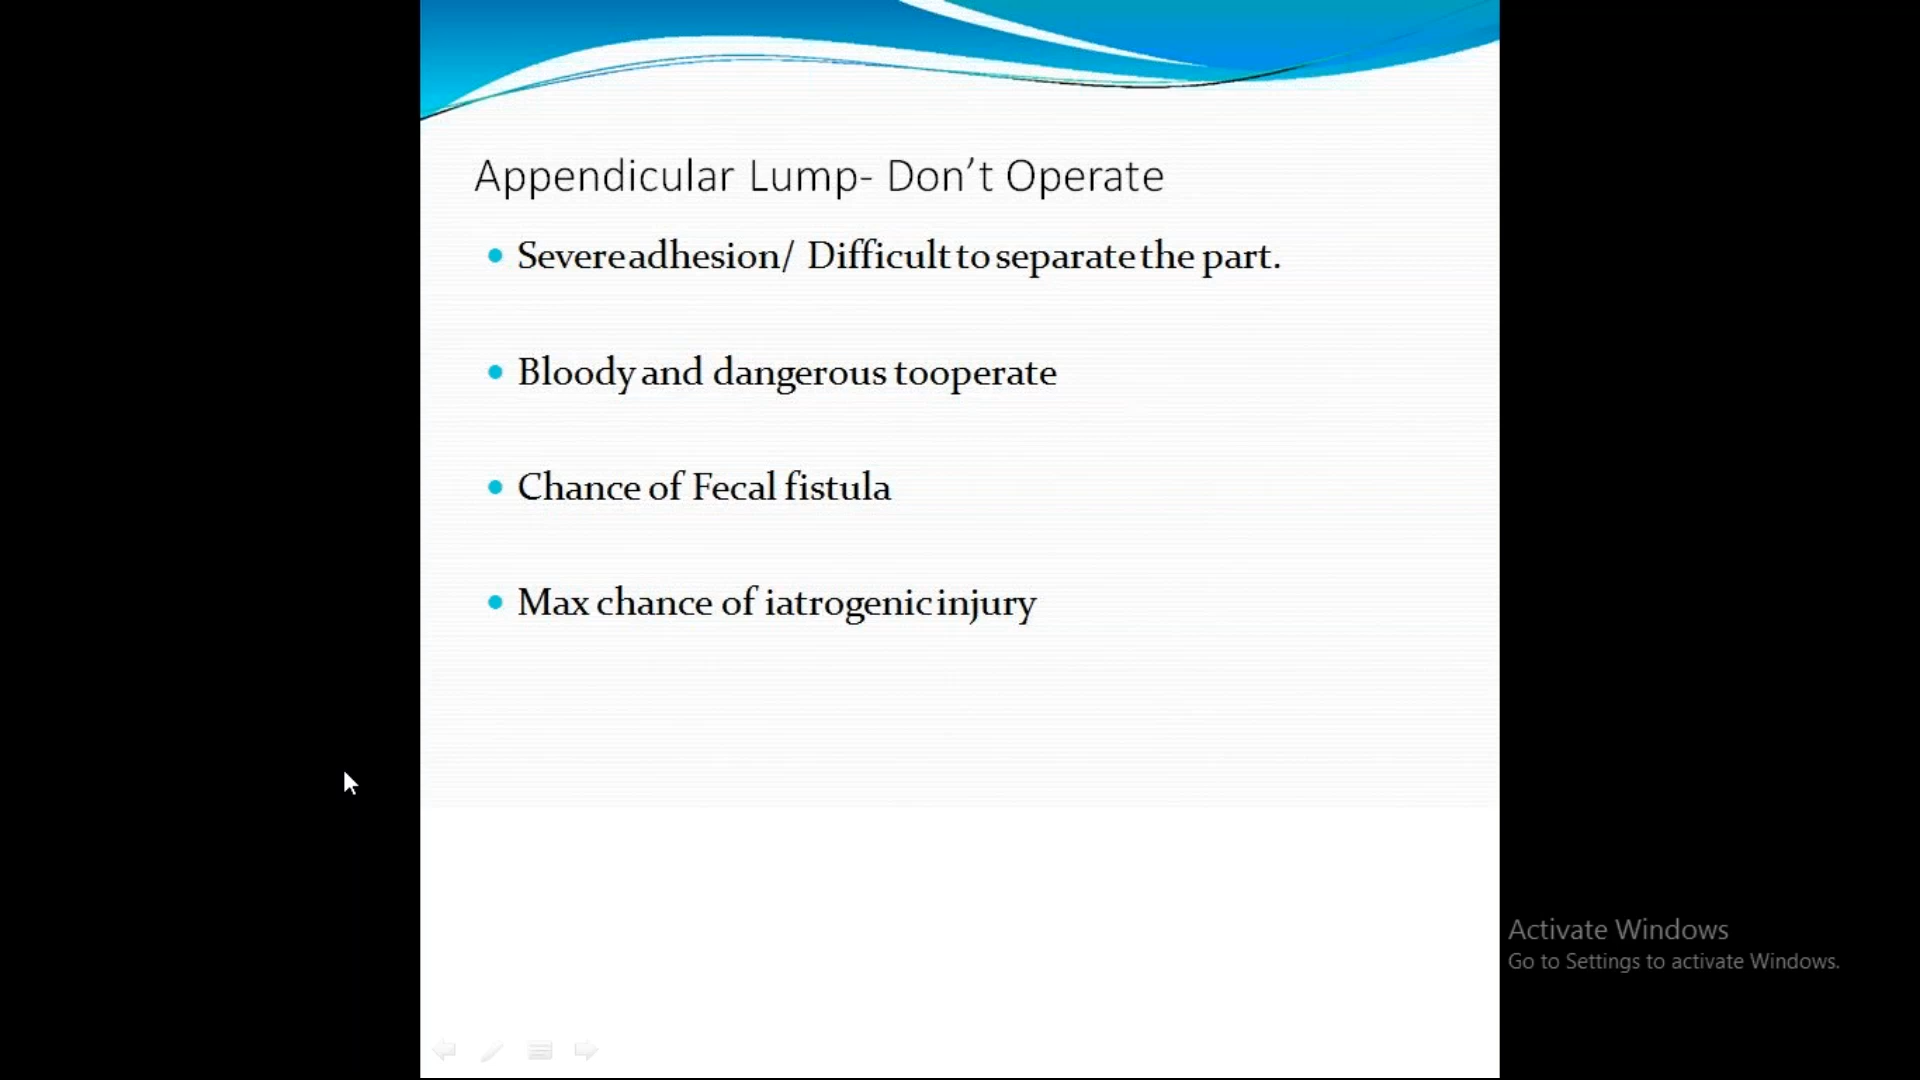 Appendicular Lump- Don’t Operate
Severe adhesion/ Difficult to separate the part.
Bloody and dangerous to operate
Chance of Fecal fistula
Max chance of iatrogenic injury
Activate Windows
Go to Settings to activate Windows.